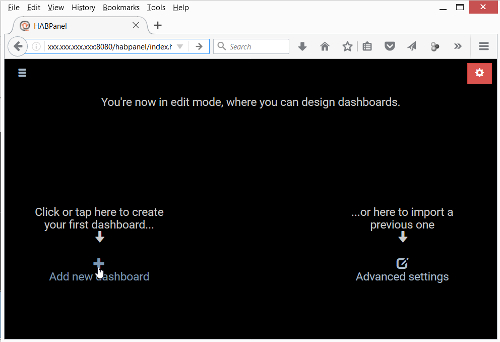 File Edit View History Bookmarks Tools Help
HABPanel
xxx.xxx.xxx.xxx:8080/habpanel/index.h
Search
You're now in edit mode, where you can design dashboards.
Click or tap here to create
your first dashboard...
...or here to import a
previous one
Add new dashboard
Advanced settings